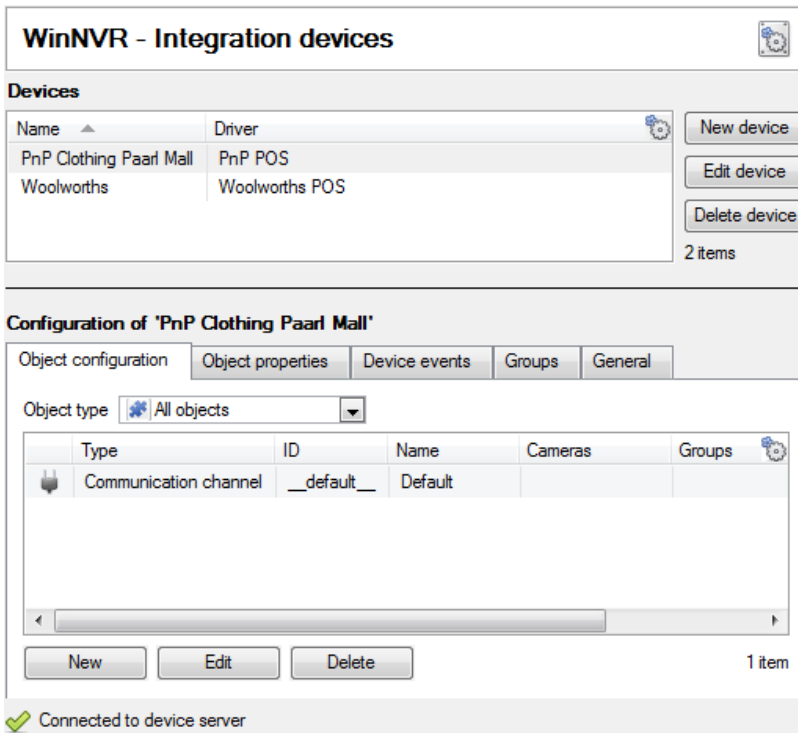 WinNVR - Integration devices
Devices
Name Driver
PnP Clothing Paarl Mall PnP POS
Woolworths Woolworths POS
New device
Edit device
Delete device
2 items
Configuration of 'PnP Clothing Paarl Mall'
Object configuration Object properties Device events Groups General
Object type All objects
Type ID Name Cameras Groups
Communication channel __default__ Default
New Edit Delete 1 item
Connected to device server